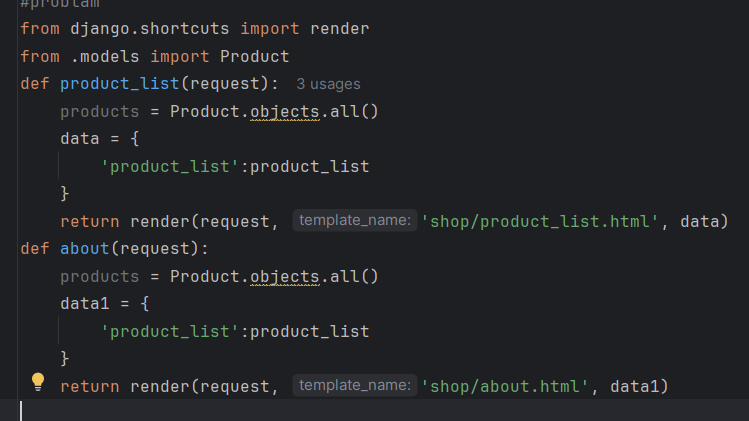 #problam
from django.shortcuts import render
from .models import Product
def product_list(request): 3 usages
products = Product.objects.all()
data = {
'product_list':product_list
}
return render(request, template_name: 'shop/product_list.html', data)
def about(request):
products = Product.objects.all()
data1 = {
'product_list':product_list
}
return render(request, template_name: 'shop/about.html', data1)